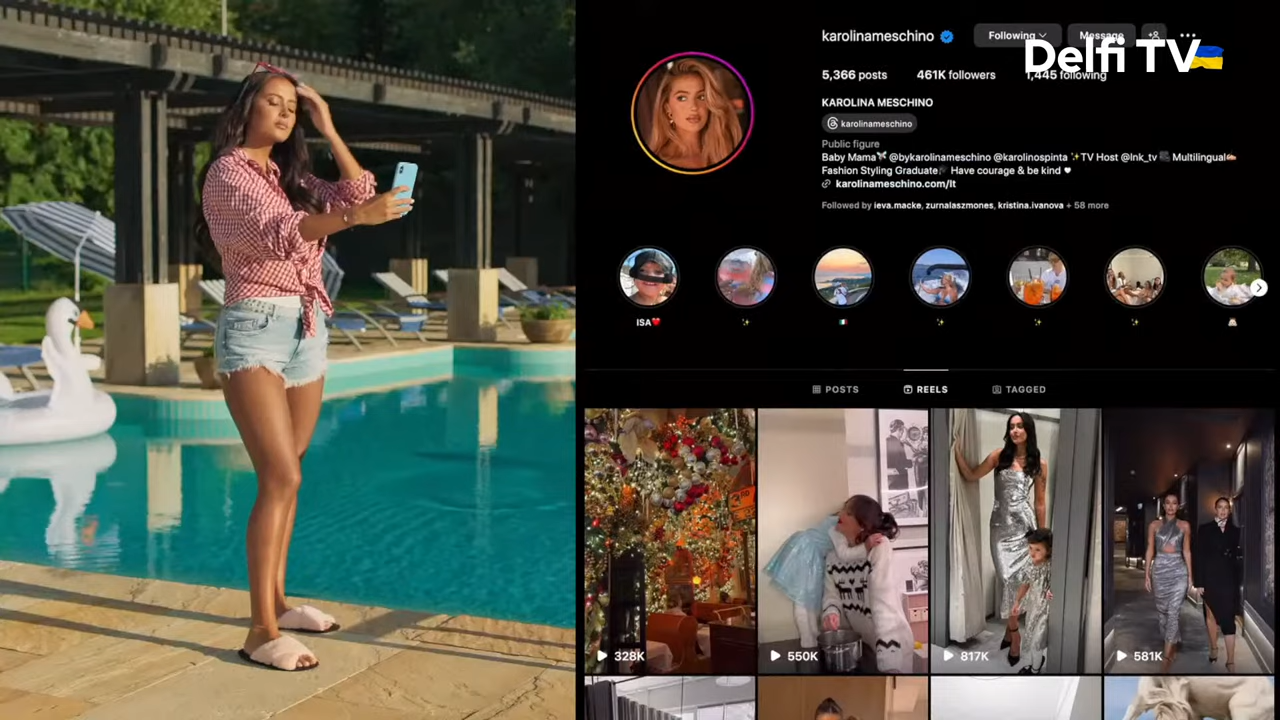 karolinameschino
Following
Message
Delfi TV
5,366 posts
461K followers
1,445 following
KAROLINA MESCHINO
karolinameschino
Public figure
Baby Mama🕊 @bykarolinameschino @karolinospinta ✨TV Host @lnk_tv 🎬 Multilingual✍🏼
Fashion Styling Graduate🎓 Have courage & be kind ♥
karolinameschino.com/lt
Followed by ieva.macke, zurnalaszmones, kristina.ivanova + 58 more
ISA❤️
POSTS
REELS
TAGGED
328K
550K
817K
581K